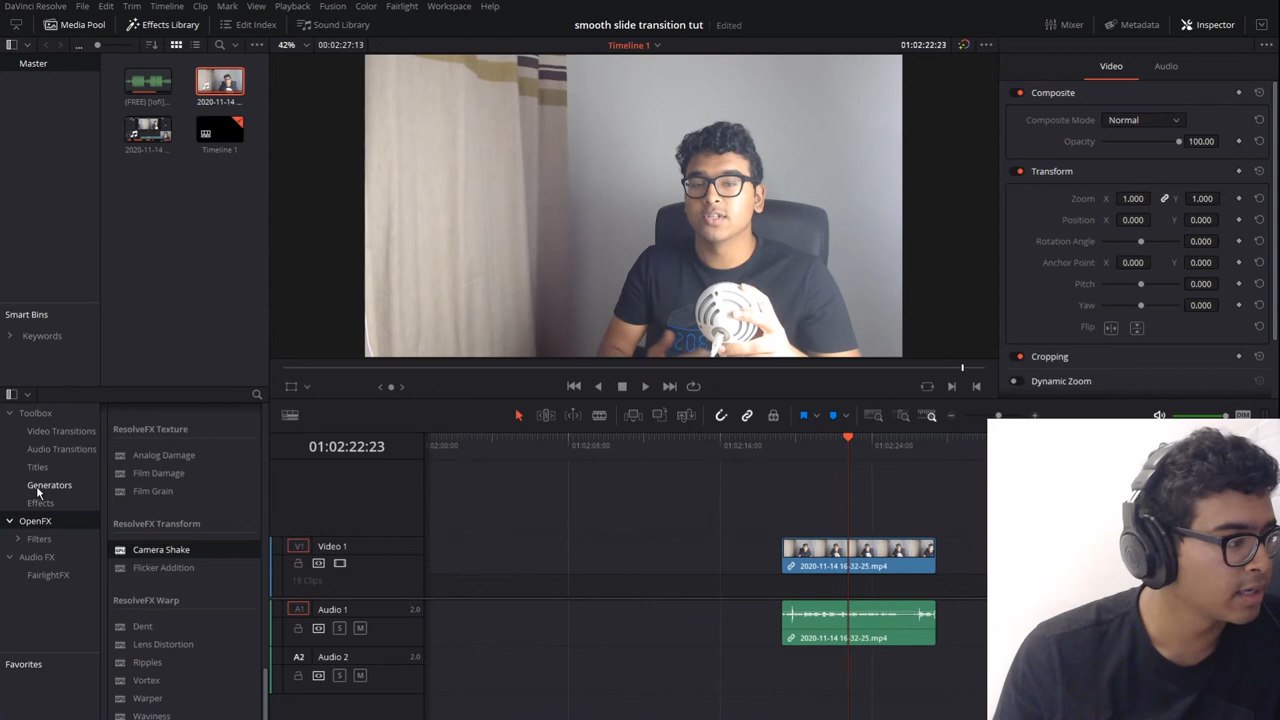 DaVinci Resolve File Edit Trim Timeline Clip Mark View Playback Fusion Color Fairlight Workspace Help
Media Pool Effects Library Edit Index Sound Library smooth slide transition tut Edited Mixer Metadata Inspector
... 42% 00:02:27:13 Timeline 1 01:02:22:23
Master
(FREE) [lofi]...
2020-11-14 ...
2020-11-14 ...
Timeline 1
Smart Bins
Keywords
Video Audio
Composite
Composite Mode Normal
Opacity 100.00
Transform
Zoom X 1.000 Y 1.000
Position X 0.000 Y 0.000
Rotation Angle 0.000
Anchor Point X 0.000 Y 0.000
Pitch 0.000
Yaw 0.000
Flip
Cropping
Dynamic Zoom
Toolbox
Video Transitions
Audio Transitions
Titles
Generators
Effects
OpenFX
Filters
Audio FX
FairlightFX
Favorites
ResolveFX Texture
Analog Damage
Film Damage
Film Grain
ResolveFX Transform
Camera Shake
Flicker Addition
ResolveFX Warp
Dent
Lens Distortion
Ripples
Vortex
Warper
Waviness
DIM
01:02:22:23
02:00:00 01:02:08:00 01:02:16:00 01:02:24:00
V1 Video 1
18 Clips
2020-11-14 16-32-25.mp4
A1 Audio 1 2.0
S M
2020-11-14 16-32-25.mp4
A2 Audio 2 2.0
S M